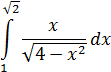 ∫₁^√2 x/√(4−x²) dx